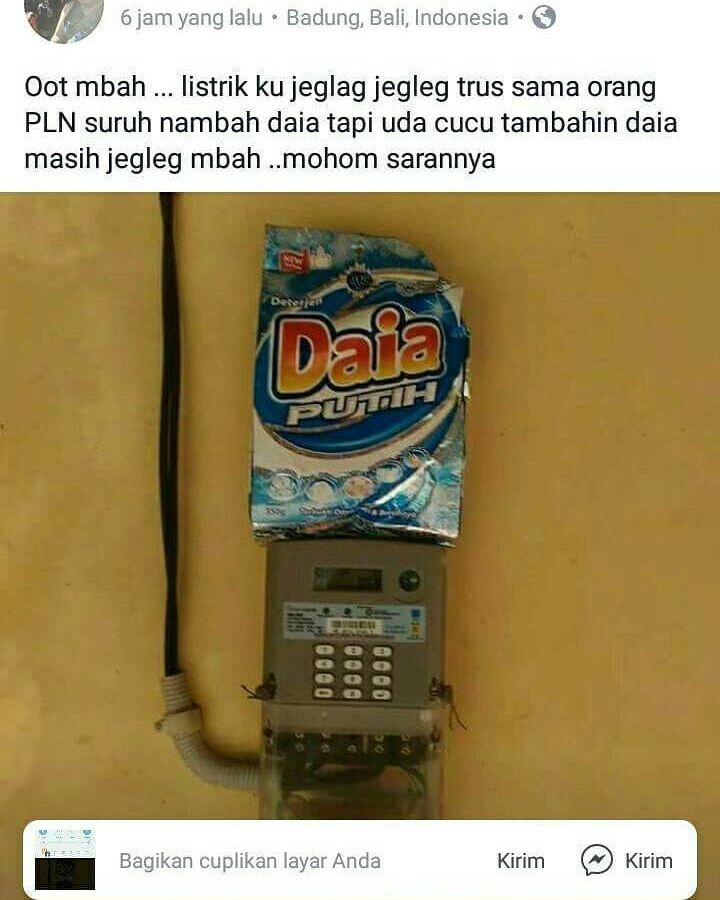 6 jam yang lalu • Badung, Bali, Indonesia •
Oot mbah ... listrik ku jeglag jegleg trus sama orang
PLN suruh nambah daia tapi uda cucu tambahin daia
masih jegleg mbah ..mohom sarannya
NEW
Deterjen
Daia
PUTIH
Bagikan cuplikan layar Anda
Kirim
Kirim